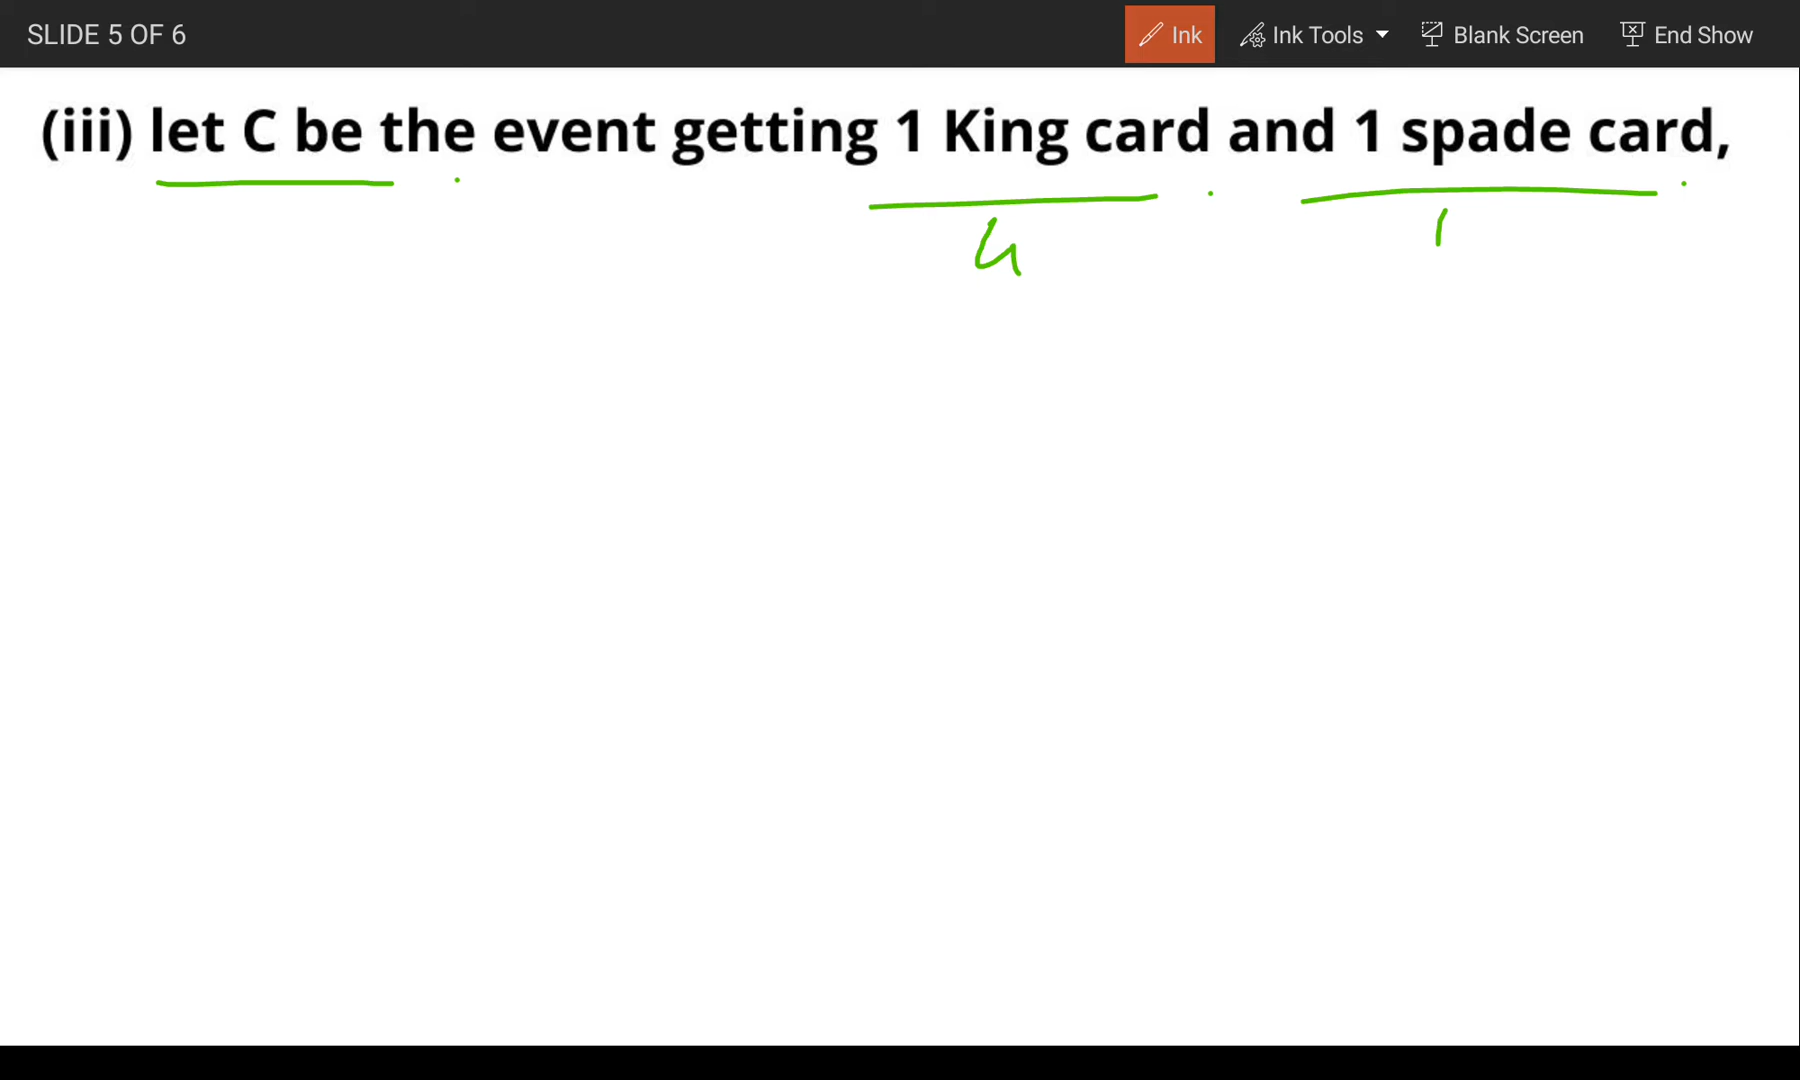 SLIDE 5 OF 6 Ink Ink Tools Blank Screen End Show
(iii) let C be the event getting 1 King card and 1 spade card,
4 1